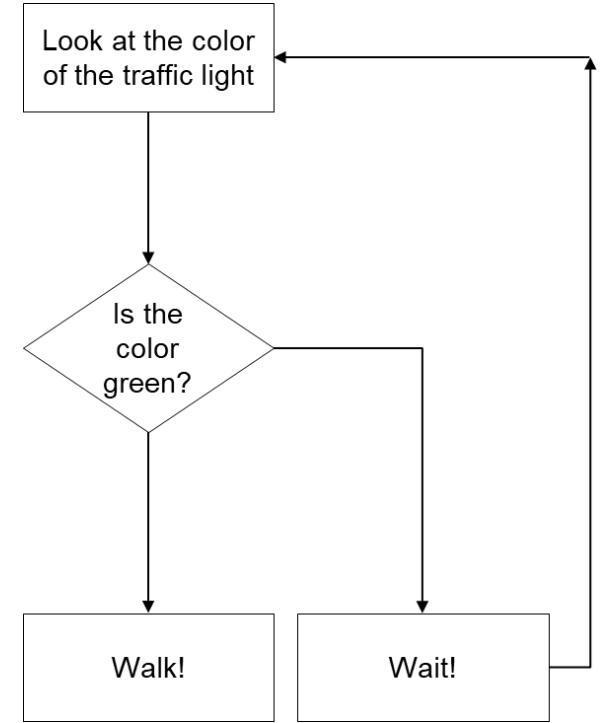 Look at the color
of the traffic light
Is the
color
green?
Walk!
Wait!